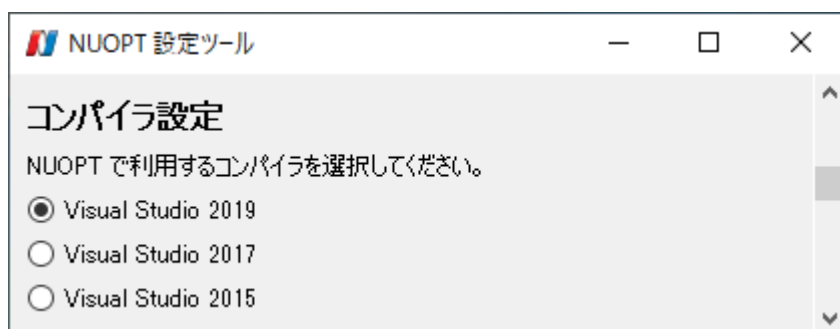 NUOPT 設定ツール
コンパイラ設定
NUOPT で利用するコンパイラを選択してください。
Visual Studio 2019
Visual Studio 2017
Visual Studio 2015